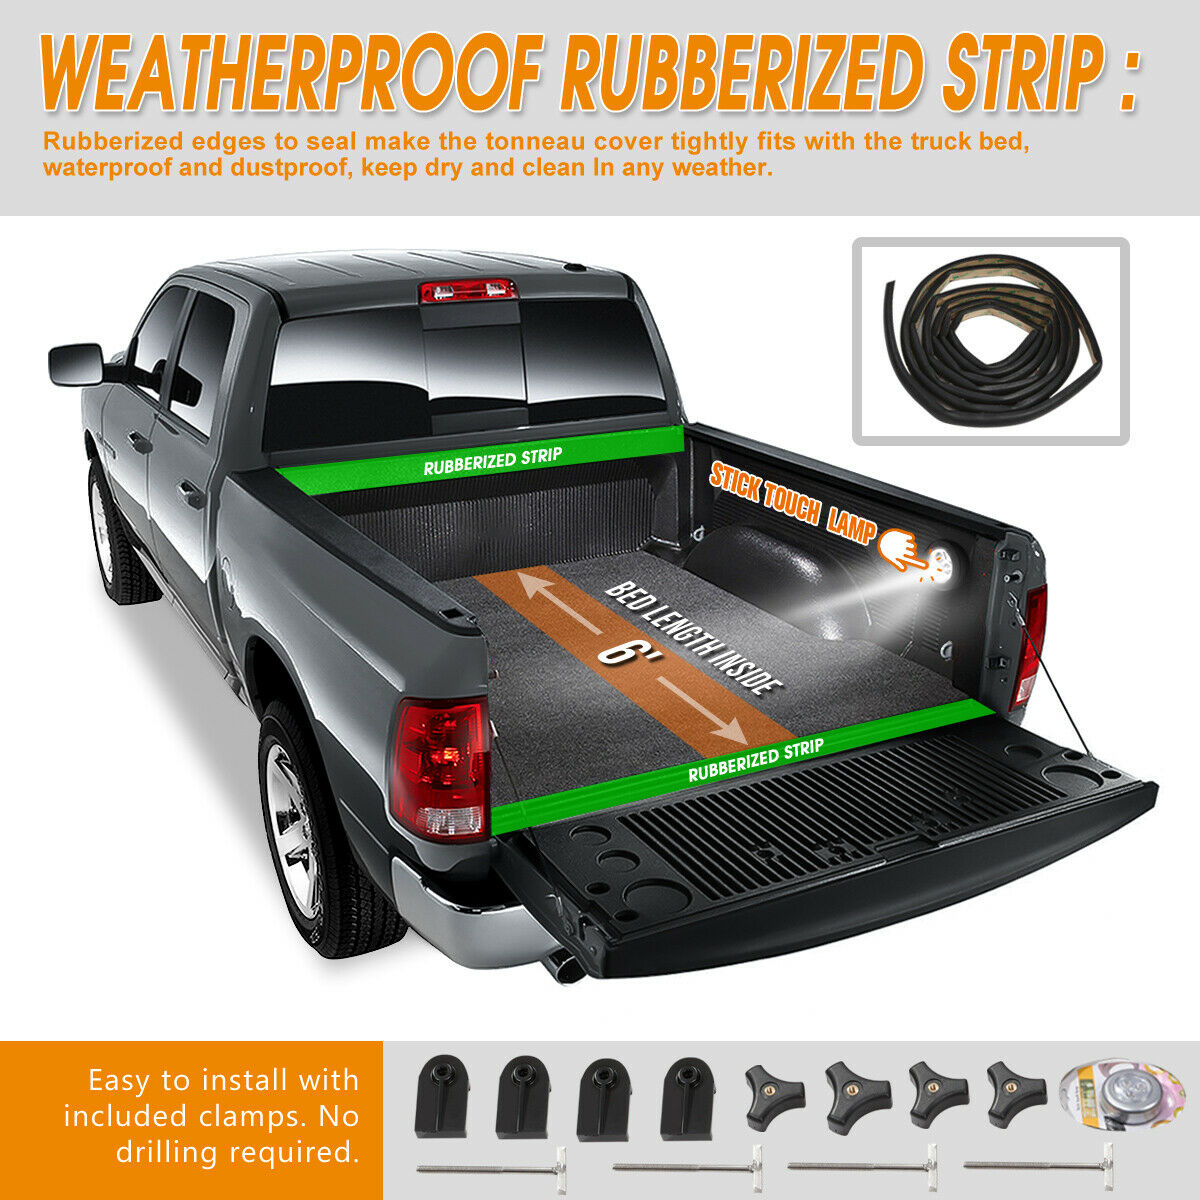 WEATHERPROOF RUBBERIZED STRIP :
Rubberized edges to seal make the tonneau cover tightly fits with the truck bed,
waterproof and dustproof, keep dry and clean In any weather.
RUBBERIZED STRIP
STICK TOUCH LAMP
BED LENGTH INSIDE
6'
RUBBERIZED STRIP
Easy to install with
included clamps. No
drilling required.